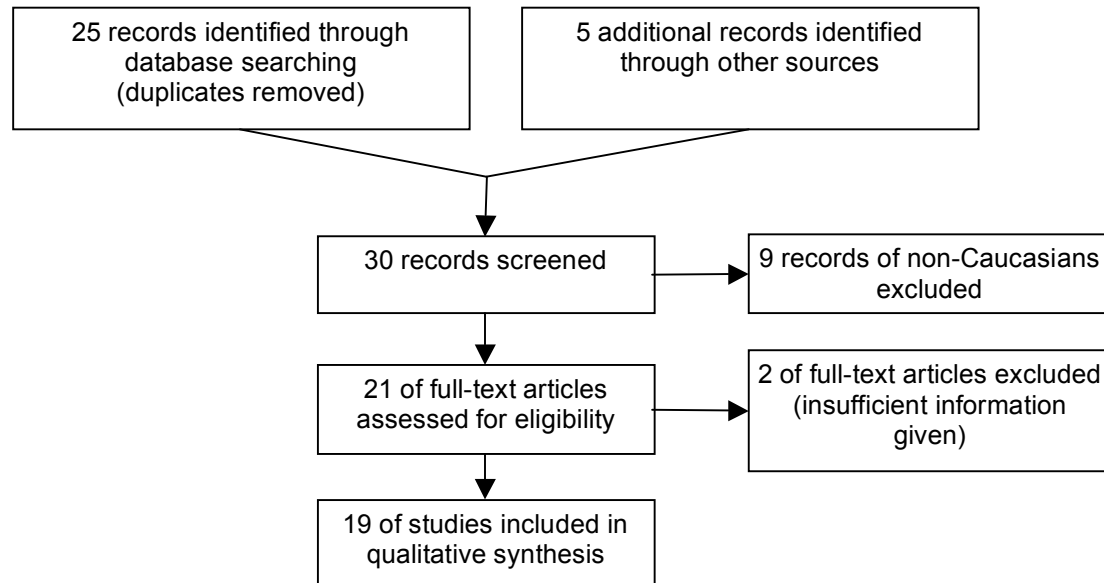 25 records identified through
database searching
(duplicates removed)
5 additional records identified
through other sources
30 records screened
9 records of non-Caucasians
excluded
21 of full-text articles
assessed for eligibility
2 of full-text articles excluded
(insufficient information
given)
19 of studies included in
qualitative synthesis